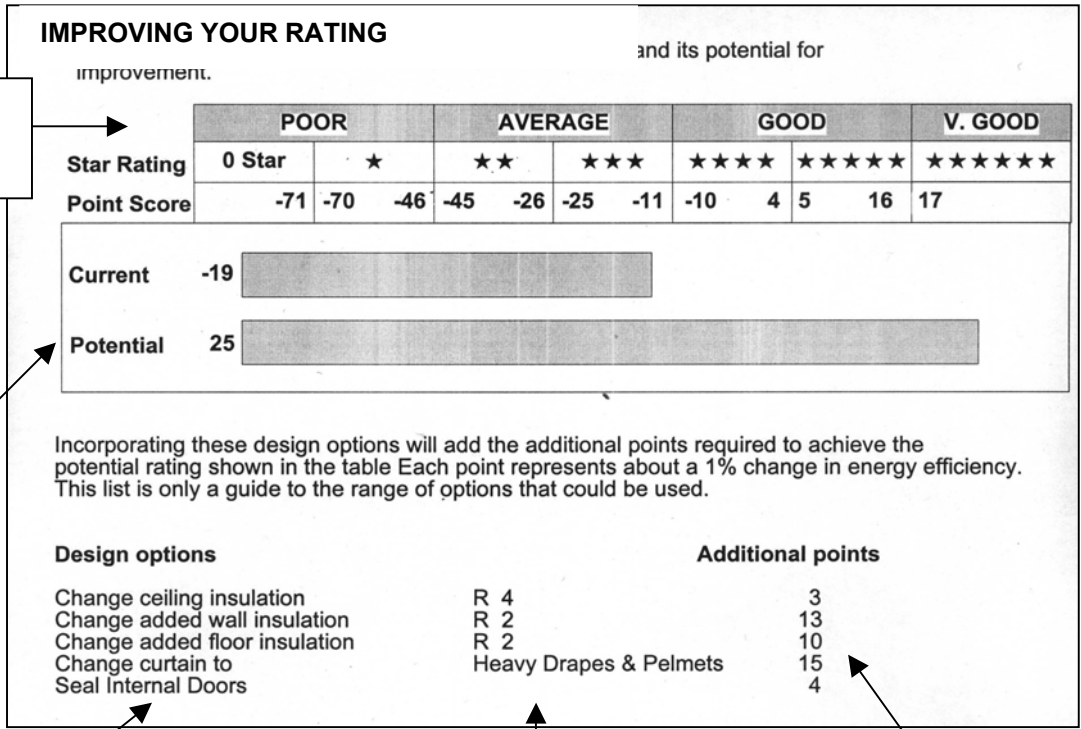 IMPROVING YOUR RATING
and its potential for
improvement.
POOR AVERAGE GOOD V. GOOD
Star Rating 0 Star ★ ★★ ★★★ ★★★★ ★★★★★ ★★★★★★
Point Score -71 -70 -46 -45 -26 -25 -11 -10 4 5 16 17
Current -19
Potential 25
Incorporating these design options will add the additional points required to achieve the
potential rating shown in the table Each point represents about a 1% change in energy efficiency.
This list is only a guide to the range of options that could be used.
Design options Additional points
Change ceiling insulation R 4 3
Change added wall insulation R 2 13
Change added floor insulation R 2 10
Change curtain to Heavy Drapes & Pelmets 15
Seal Internal Doors 4